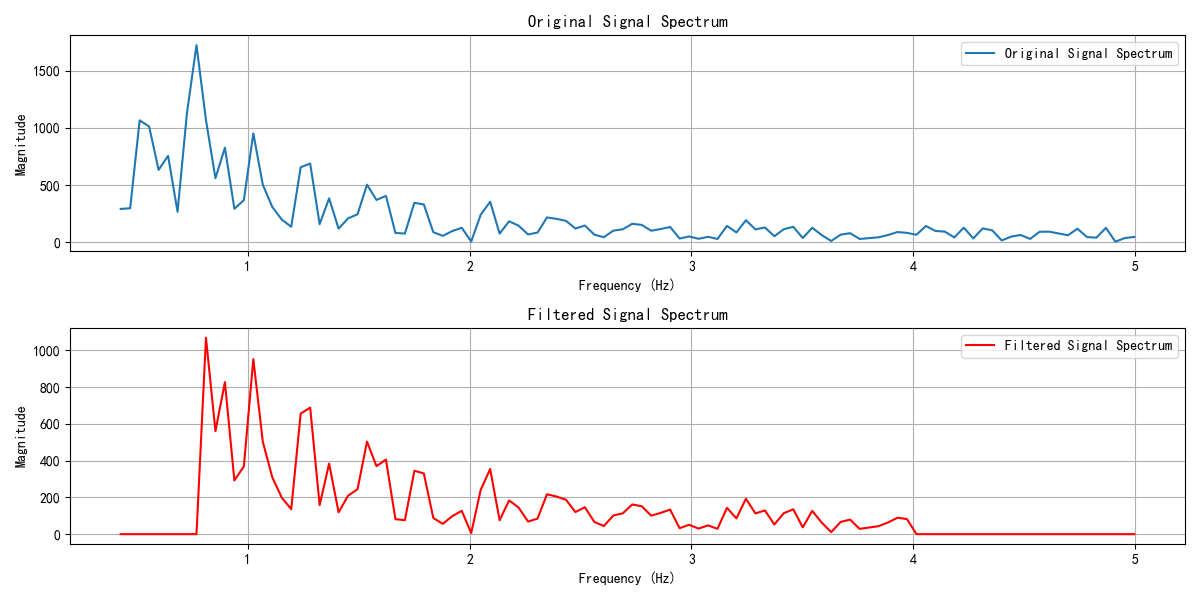 Original Signal Spectrum
Original Signal Spectrum
Magnitude
1500
1000
500
0
1 2 3 4 5
Frequency (Hz)
Filtered Signal Spectrum
Filtered Signal Spectrum
Magnitude
1000
800
600
400
200
0
1 2 3 4 5
Frequency (Hz)